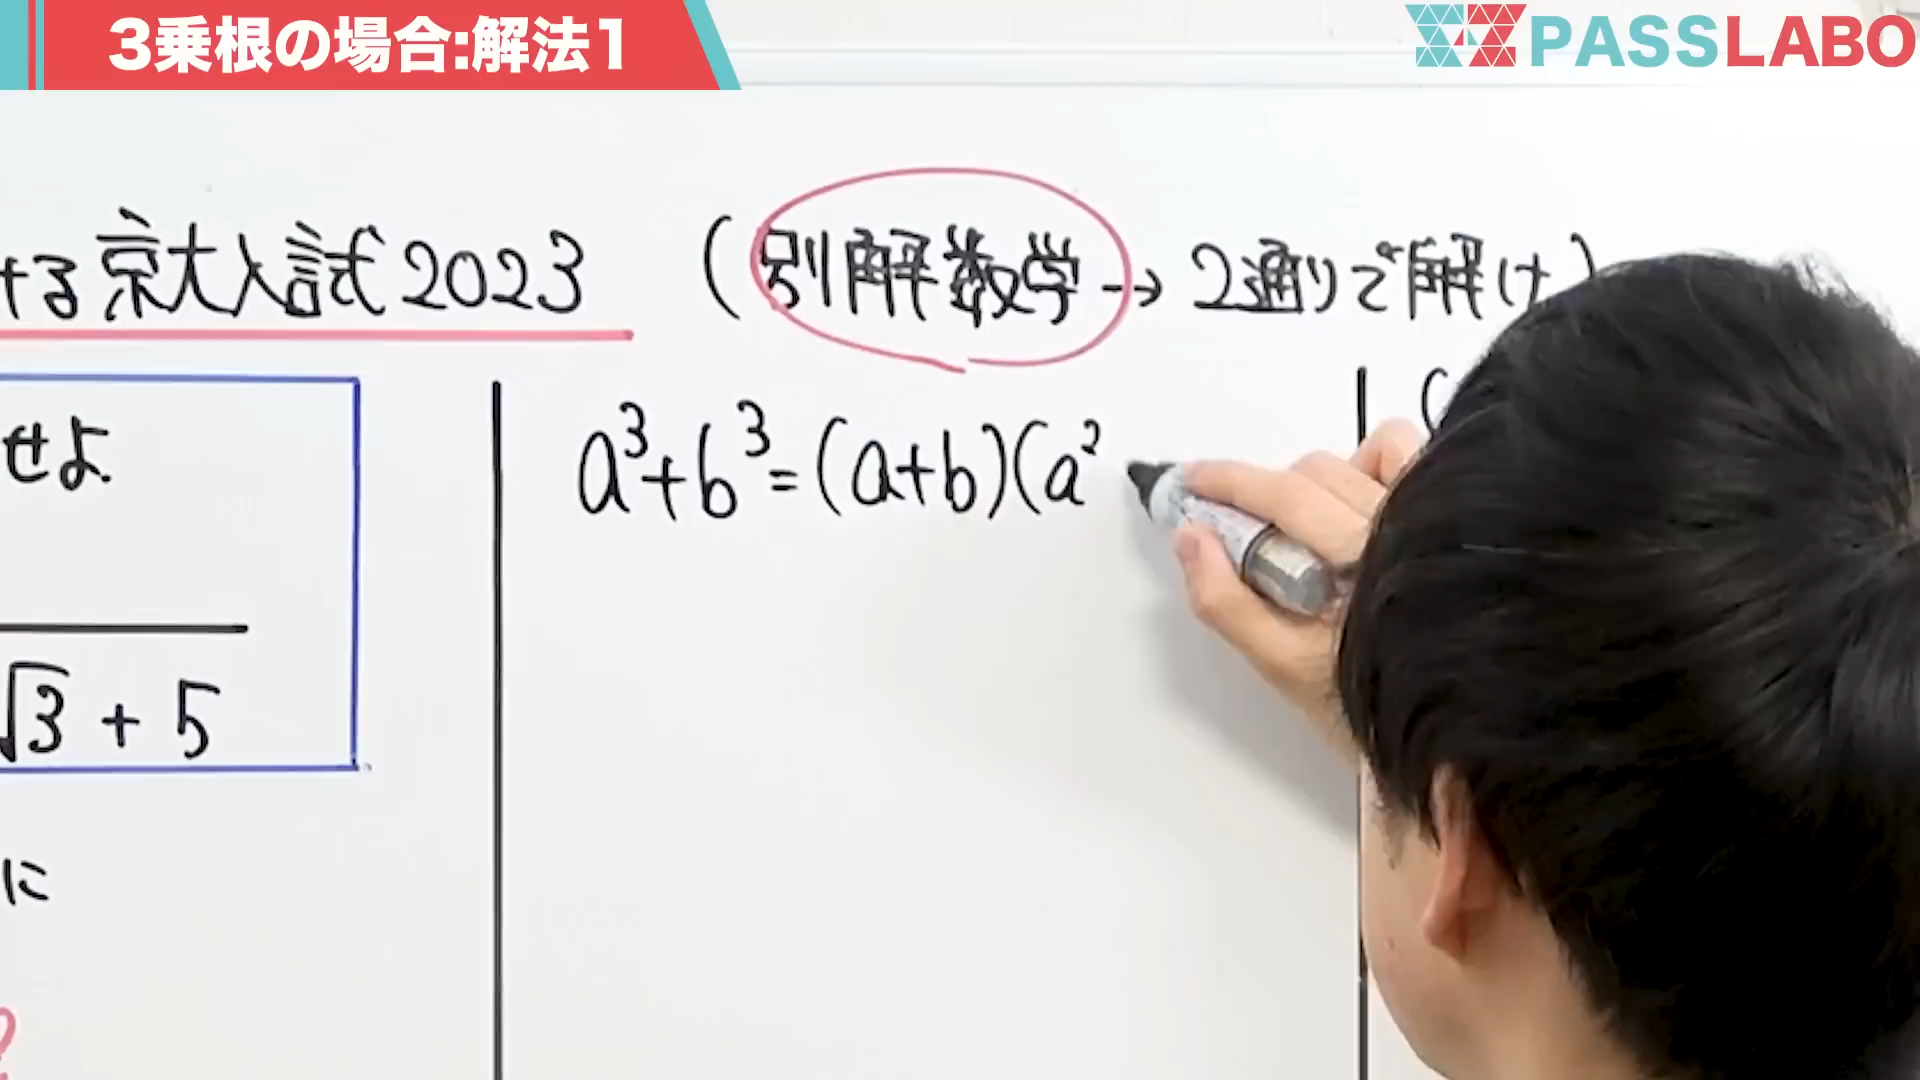 3乗根の場合:解法1
PASSLABO
ける京大入試2023 (別解数学→2通りで解け)
せよ
a³+b³=(a+b)(a²
√3 + 5
に